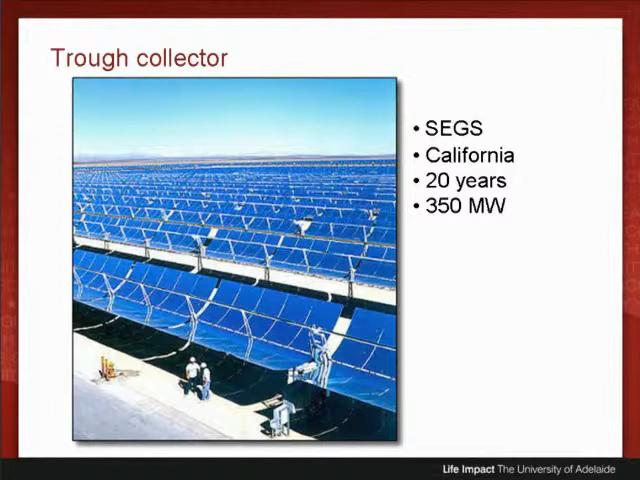 Trough collector
• SEGS
• California
• 20 years
• 350 MW
Life Impact The University of Adelaide